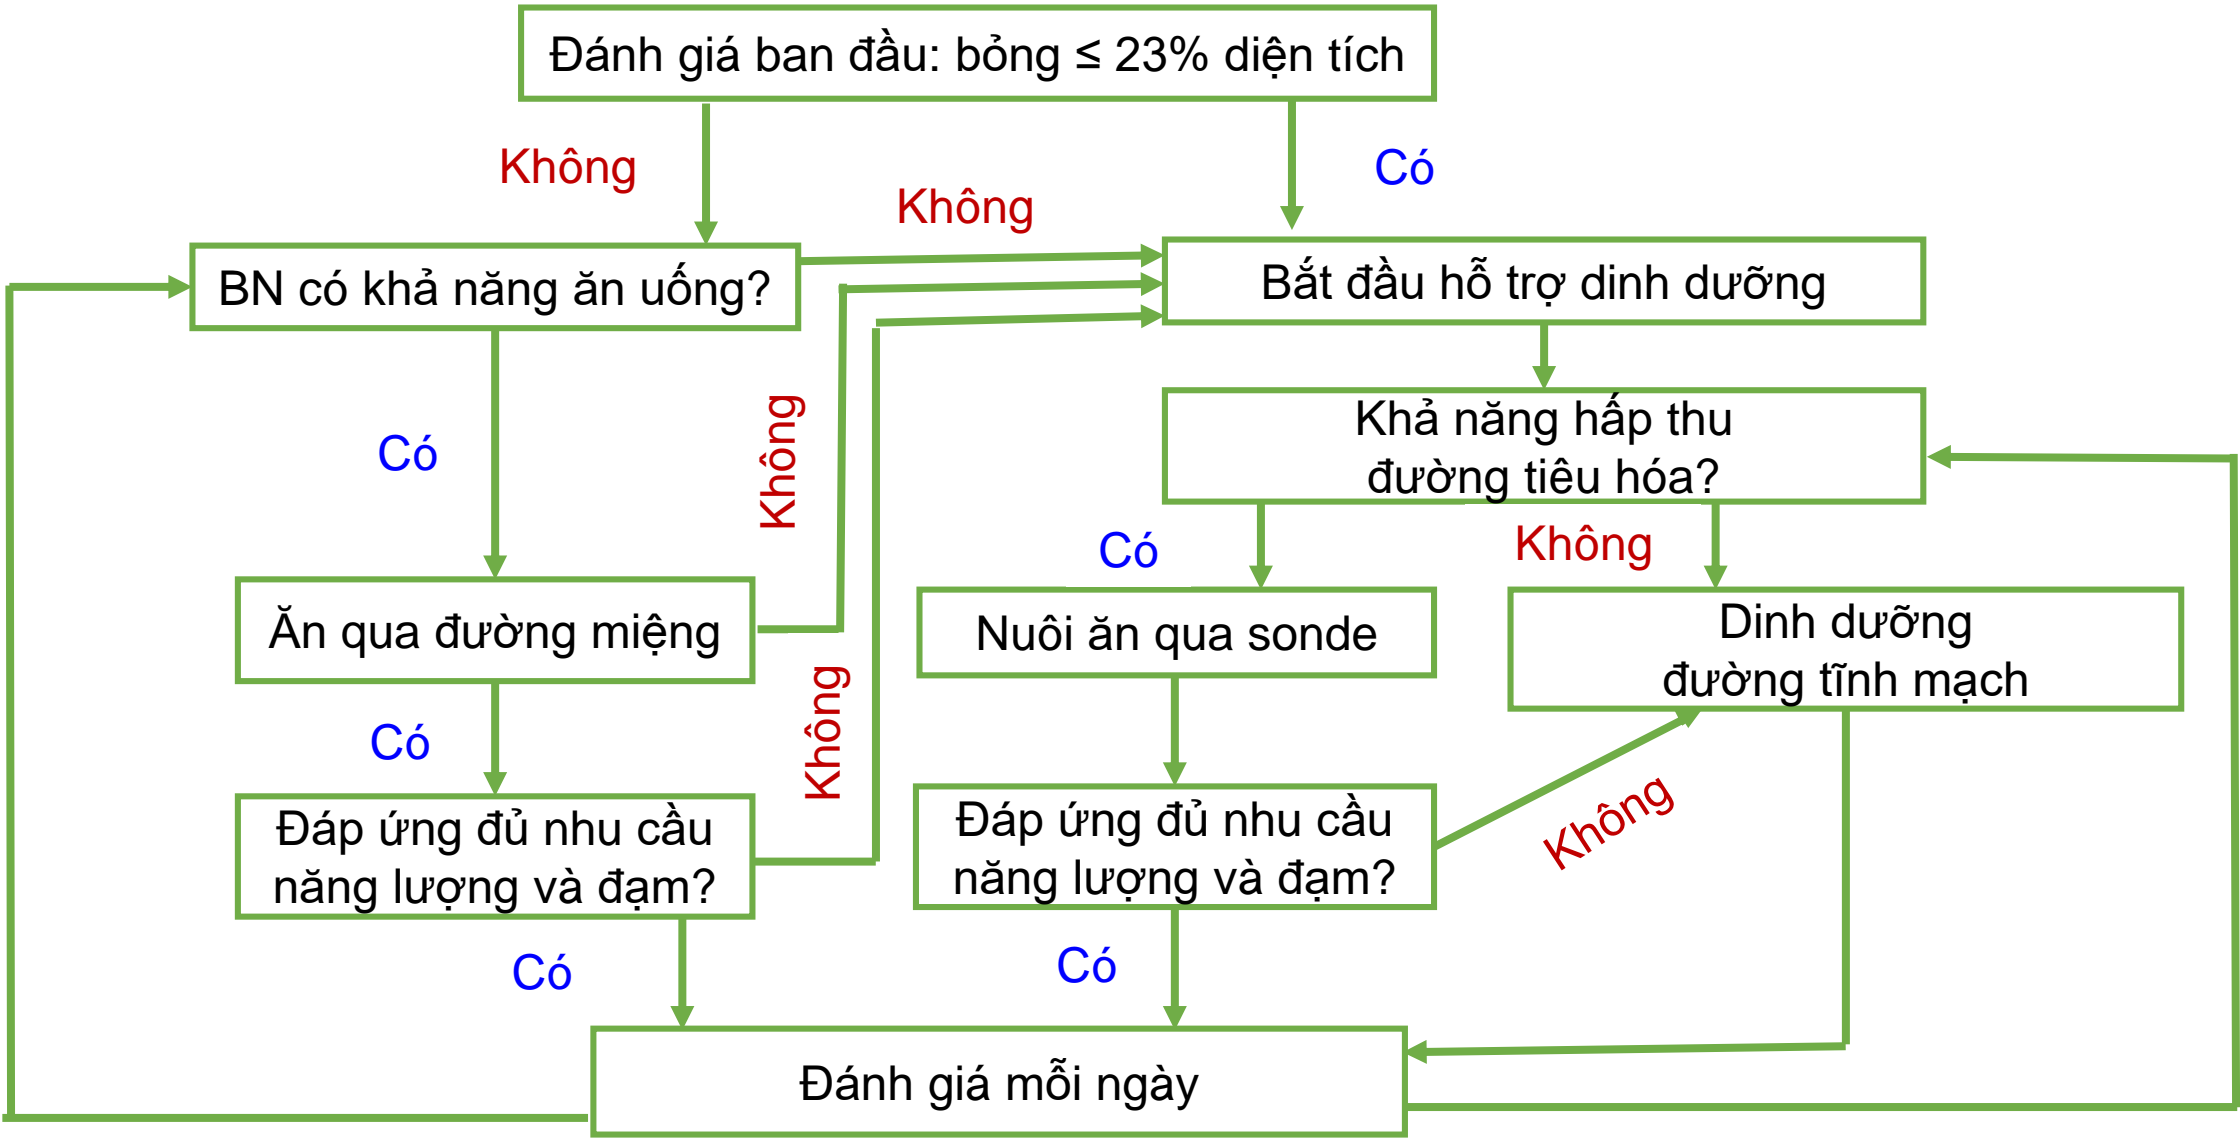 Đánh giá ban đầu: bỏng ≤ 23% diện tích
Không
Có
Không
BN có khả năng ăn uống?
Bắt đầu hỗ trợ dinh dưỡng
Có
Không
Khả năng hấp thu
đường tiêu hóa?
Có
Không
Ăn qua đường miệng
Nuôi ăn qua sonde
Dinh dưỡng
đường tĩnh mạch
Có
Không
Đáp ứng đủ nhu cầu
năng lượng và đạm?
Đáp ứng đủ nhu cầu
năng lượng và đạm?
Không
Có
Có
Đánh giá mỗi ngày